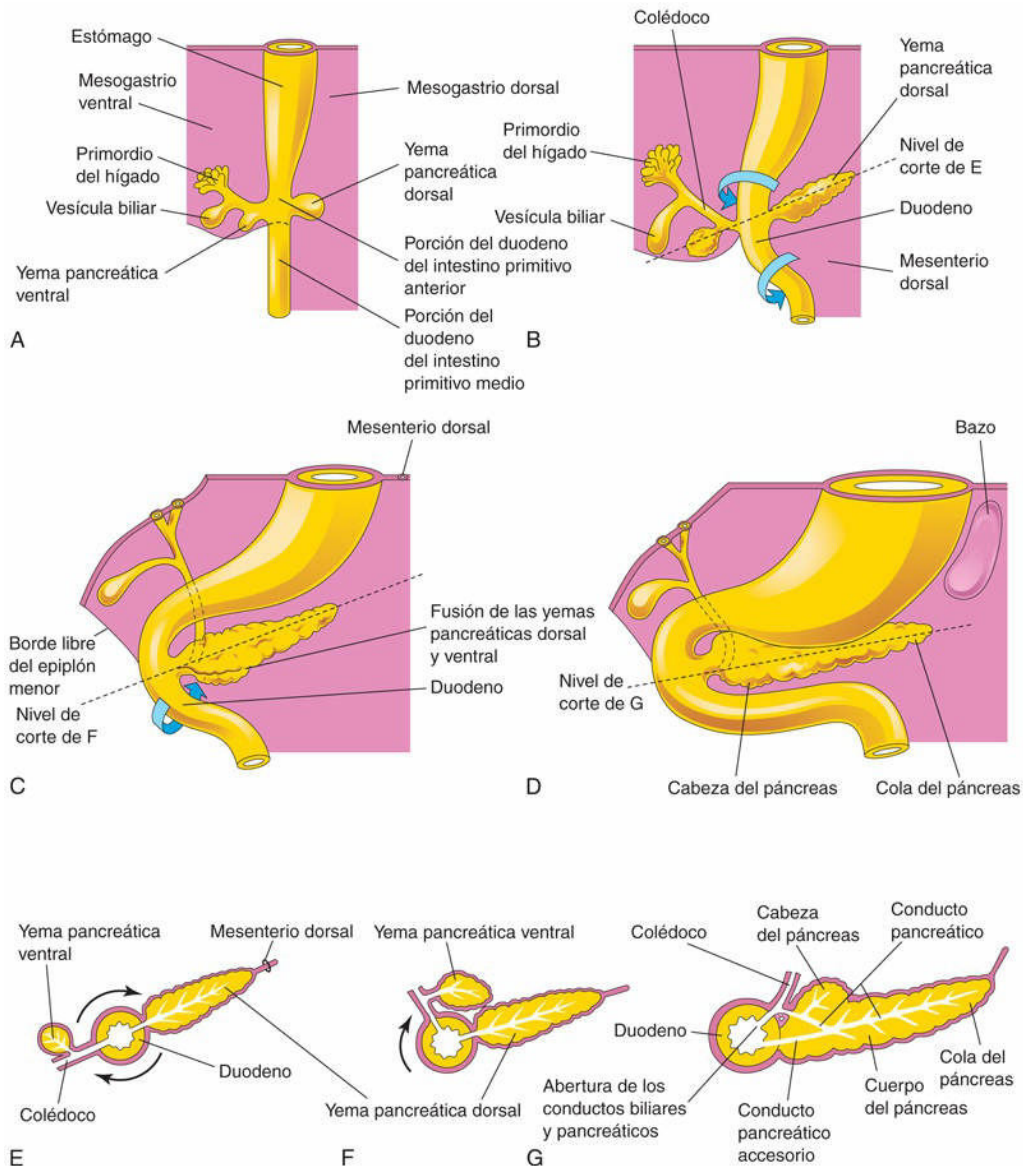 Estómago
Mesogastrio
ventral
Primordio
del hígado
Vesícula biliar
Yema pancreática
ventral
Mesogastrio dorsal
Yema
pancreática
dorsal
Porción del duodeno
del intestino primitivo
anterior
Porción del
duodeno
del intestino
primitivo medio
A
Colédoco
Yema
pancreática
dorsal
Primordio
del hígado
Nivel de
corte de E
Vesícula biliar
Duodeno
Mesenterio
dorsal
B
Mesenterio dorsal
Borde libre
del epiplón
menor
Nivel de
corte de F
Fusión de las yemas
pancreáticas dorsal
y ventral
Duodeno
C
Bazo
Nivel de
corte de G
Cabeza del páncreas
Cola del páncreas
D
Yema pancreática
ventral
Mesenterio dorsal
Duodeno
Colédoco
Yema pancreática dorsal
E
Yema pancreática ventral
F
Colédoco
Cabeza
del páncreas
Conducto
pancreático
Duodeno
Abertura de los
conductos biliares
y pancreáticos
Conducto
pancreático
accesorio
Cuerpo
del páncreas
Cola del
páncreas
G